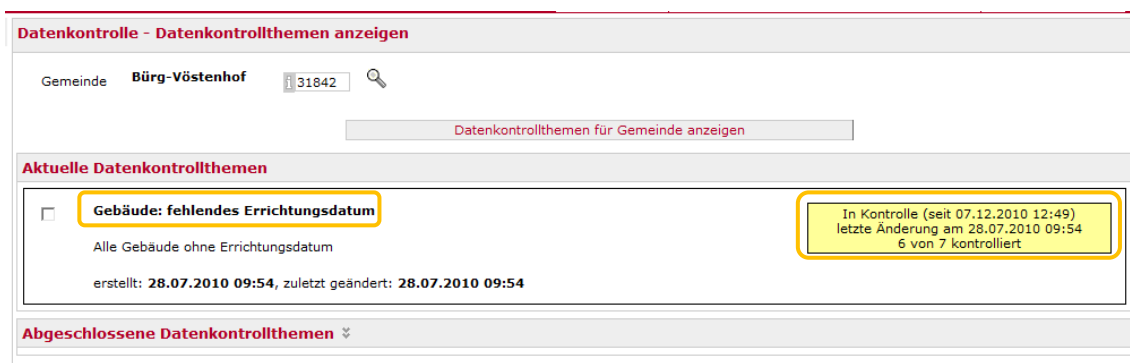 Datenkontrolle - Datenkontrollthemen anzeigen
Gemeinde Bürg-Vöstenhof i 31842
Datenkontrollthemen für Gemeinde anzeigen
Aktuelle Datenkontrollthemen
Gebäude: fehlendes Errichtungsdatum
Alle Gebäude ohne Errichtungsdatum
erstellt: 28.07.2010 09:54, zuletzt geändert: 28.07.2010 09:54
In Kontrolle (seit 07.12.2010 12:49)
letzte Änderung am 28.07.2010 09:54
6 von 7 kontrolliert
Abgeschlossene Datenkontrollthemen